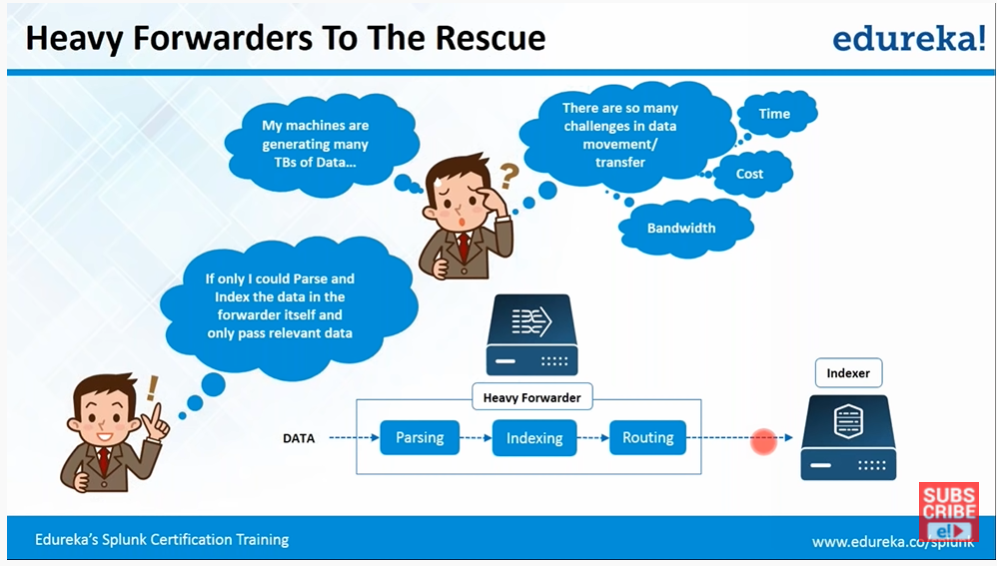 Heavy Forwarders To The Rescue
edureka!
My machines are
generating many
TBs of Data...
?
There are so many
challenges in data
movement/
transfer
Time
Cost
Bandwidth
If only I could Parse and
Index the data in the
forwarder itself and
only pass relevant data
!
Heavy Forwarder
DATA
Parsing
Indexing
Routing
Indexer
SUBS
CRIBE
e!
Edureka's Splunk Certification Training
www.edureka.co/splunk